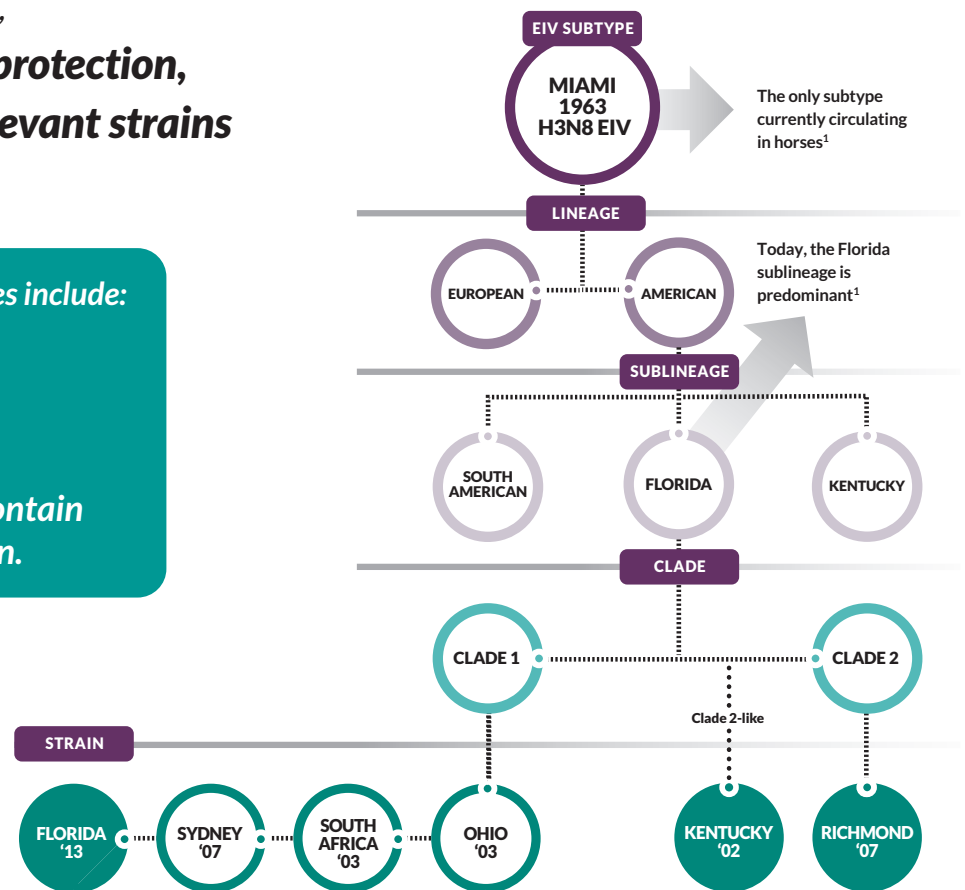 protection,
evant strains
es include:
ontain
n.
EIV SUBTYPE
MIAMI
1963
H3N8 EIV
The only subtype
currently circulating
in horses¹
LINEAGE
EUROPEAN
AMERICAN
Today, the Florida
sublineage is
predominant¹
SUBLINEAGE
SOUTH
AMERICAN
FLORIDA
KENTUCKY
CLADE
CLADE 1
CLADE 2
Clade 2-like
STRAIN
FLORIDA
‘13
SYDNEY
‘07
SOUTH
AFRICA
‘03
OHIO
‘03
KENTUCKY
‘02
RICHMOND
‘07